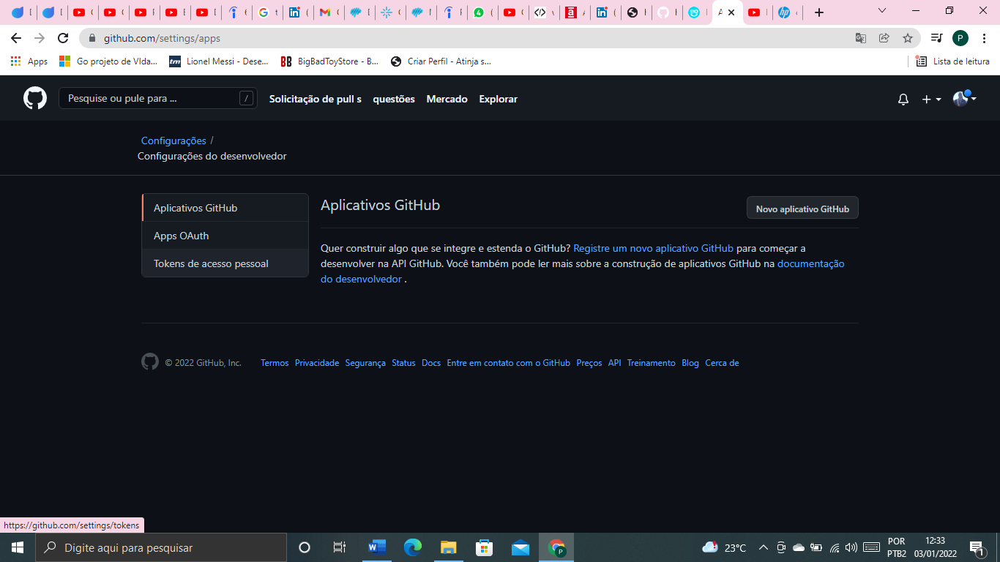 github.com/settings/apps
P
Apps
Go projeto de VIda...
tm
Lionel Messi - Dese...
BB
BigBadToyStore - B...
Criar Perfil - Atinja s...
Lista de leitura
Pesquise ou pule para ...
/
Solicitação de pull s
questões
Mercado
Explorar
Configurações /
Configurações do desenvolvedor
Aplicativos GitHub
Apps OAuth
Tokens de acesso pessoal
Aplicativos GitHub
Novo aplicativo GitHub
Quer construir algo que se integre e estenda o GitHub? Registre um novo aplicativo GitHub para começar a
desenvolver na API GitHub. Você também pode ler mais sobre a construção de aplicativos GitHub na documentação
do desenvolvedor .
© 2022 GitHub, Inc.
Termos
Privacidade
Segurança
Status
Docs
Entre em contato com o GitHub
Preços
API
Treinamento
Blog
Cerca de
https://github.com/settings/tokens
Digite aqui para pesquisar
P
23°C
POR
PTB2
12:33
03/01/2022
1